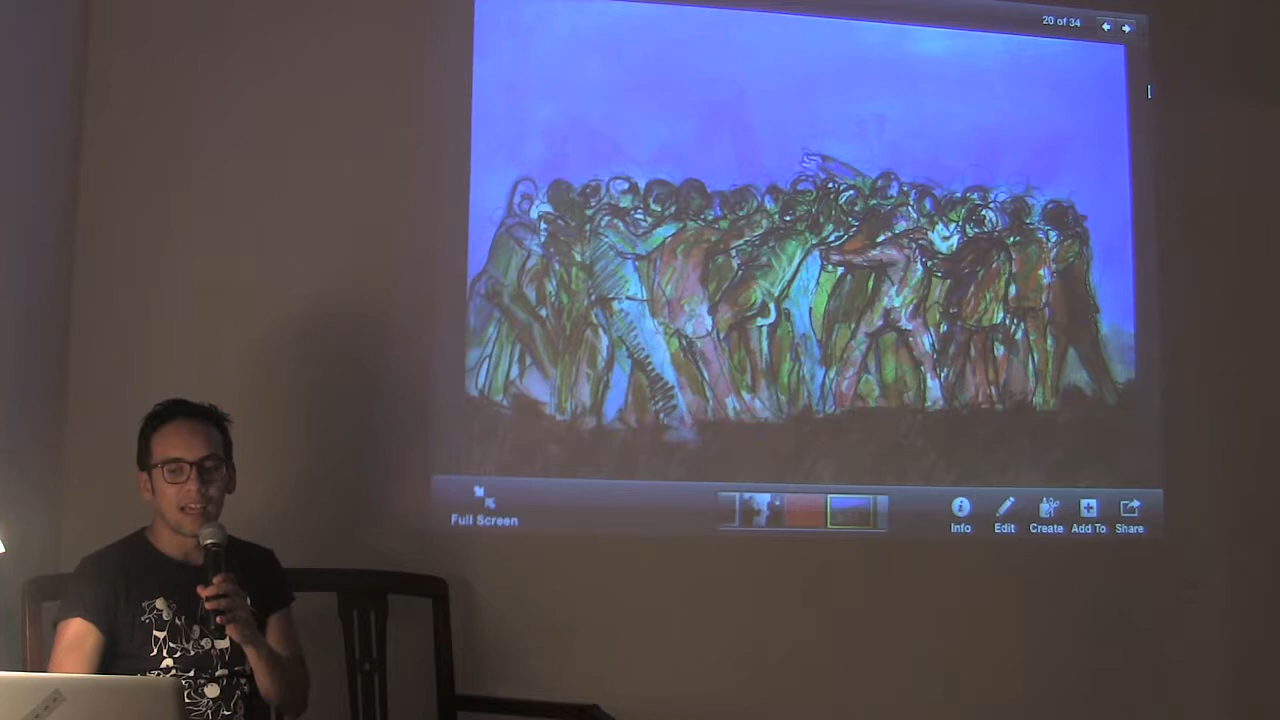 20 of 34
Full Screen
Info
Edit
Create
Add To
Share